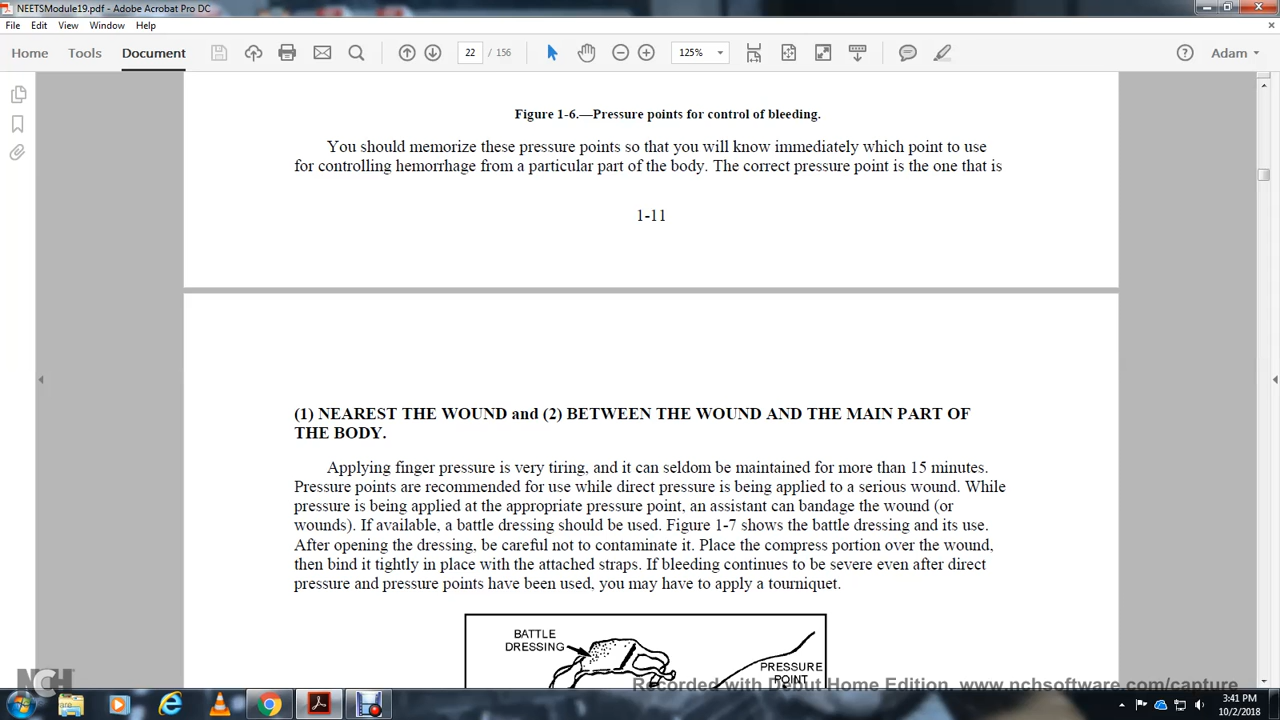 NEETSModule19.pdf - Adobe Acrobat Pro DC
File Edit View Window Help
Home Tools Document 22 / 156 125% Adam
Figure 1-6.—Pressure points for control of bleeding.
You should memorize these pressure points so that you will know immediately which point to use
for controlling hemorrhage from a particular part of the body. The correct pressure point is the one that is
1-11
(1) NEAREST THE WOUND and (2) BETWEEN THE WOUND AND THE MAIN PART OF
THE BODY.
Applying finger pressure is very tiring, and it can seldom be maintained for more than 15 minutes.
Pressure points are recommended for use while direct pressure is being applied to a serious wound. While
pressure is being applied at the appropriate pressure point, an assistant can bandage the wound (or
wounds). If available, a battle dressing should be used. Figure 1-7 shows the battle dressing and its use.
After opening the dressing, be careful not to contaminate it. Place the compress portion over the wound,
then bind it tightly in place with the attached straps. If bleeding continues to be severe even after direct
pressure and pressure points have been used, you may have to apply a tourniquet.
BATTLE
DRESSING
PRESSURE
POINT
NCH
Recorded with Debut Home Edition. www.nchsoftware.com/capture
3:41 PM
10/2/2018